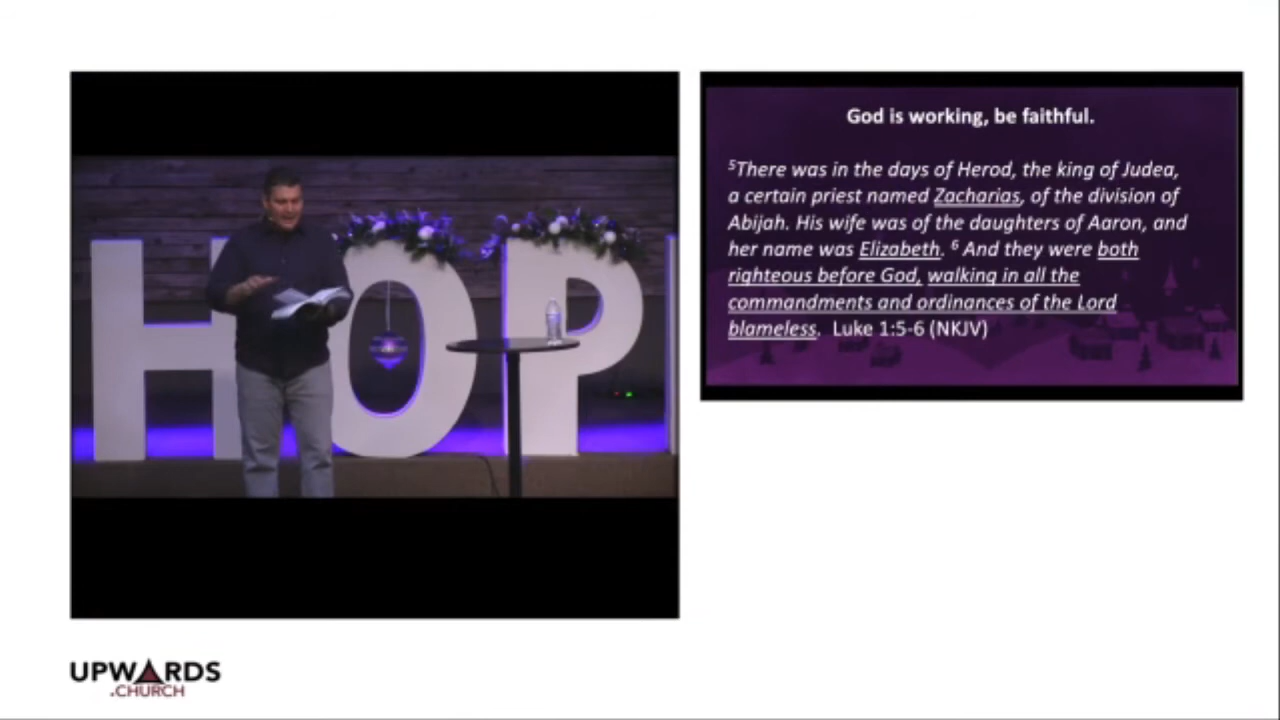 HOP
God is working, be faithful.
⁵There was in the days of Herod, the king of Judea,
a certain priest named Zacharias, of the division of
Abijah. His wife was of the daughters of Aaron, and
her name was Elizabeth. ⁶ And they were both
righteous before God, walking in all the
commandments and ordinances of the Lord
blameless. Luke 1:5-6 (NKJV)
UPWARDS
.CHURCH